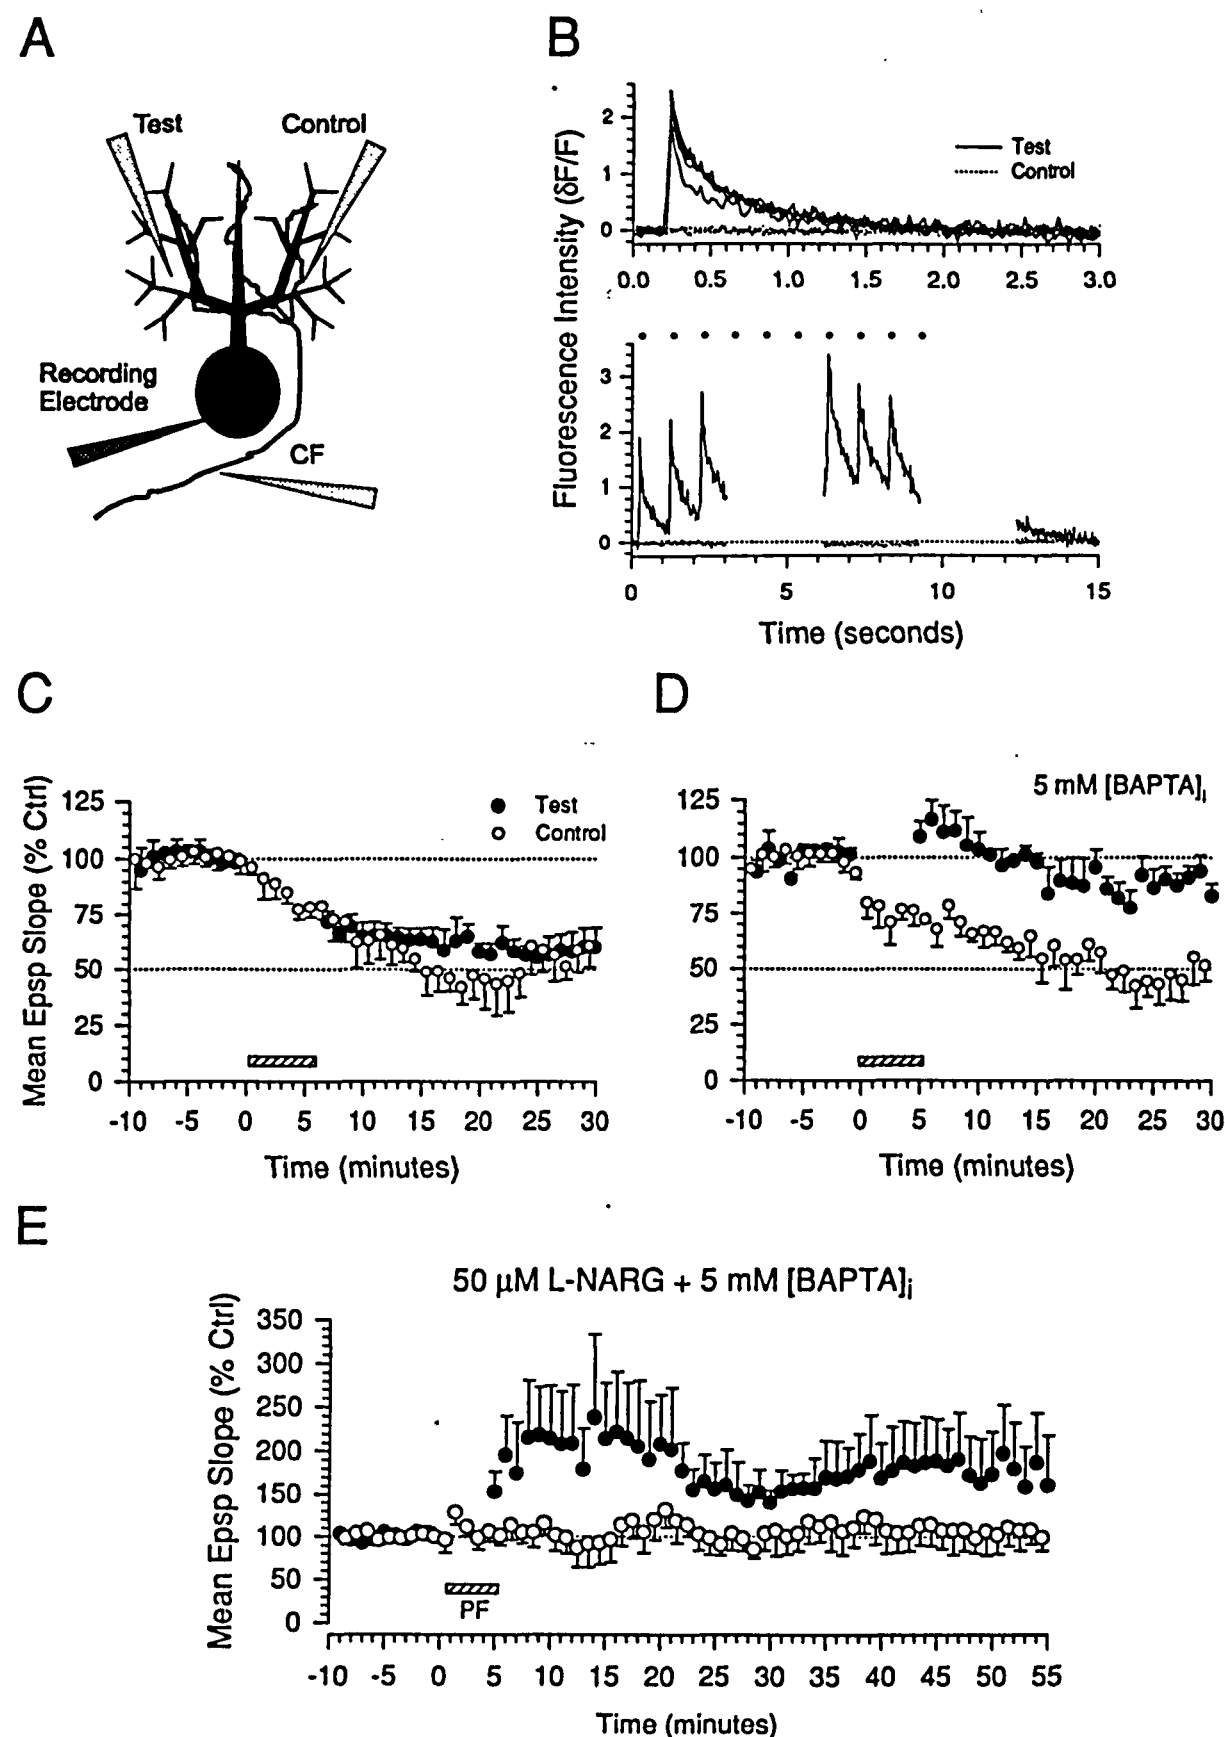 A
Test
Control
Recording
Electrode
CF
B
Fluorescence Intensity (δF/F)
2
1
0
Test
Control
0.0 0.5 1.0 1.5 2.0 2.5 3.0
3
2
1
0
0 5 10 15
Time (seconds)
C
Mean Epsp Slope (% Ctrl)
125
100
75
50
25
0
Test
Control
-10 -5 0 5 10 15 20 25 30
Time (minutes)
D
5 mM [BAPTA]i
125
100
75
50
25
0
-10 -5 0 5 10 15 20 25 30
Time (minutes)
E
50 µM L-NARG + 5 mM [BAPTA]i
Mean Epsp Slope (% Ctrl)
350
300
250
200
150
100
50
0
PF
-10 -5 0 5 10 15 20 25 30 35 40 45 50 55
Time (minutes)